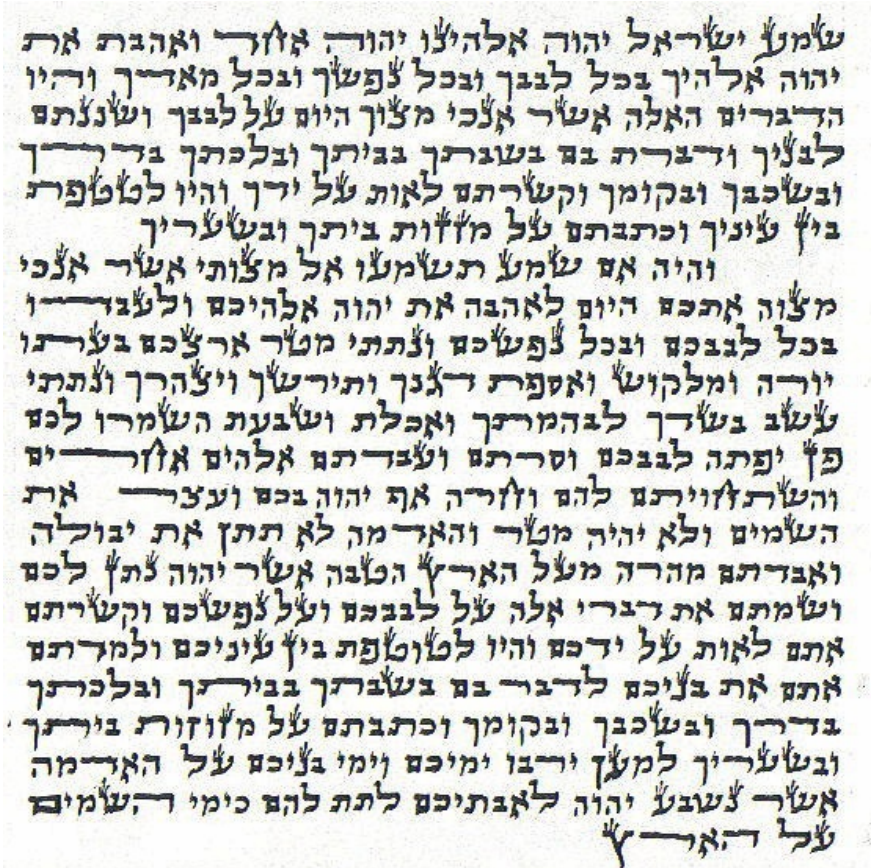 שמע ישראל יהוה אלהינו יהוה אחד ואהבת את
יהוה אלהיך בכל לבבך ובכל נפשך ובכל מאדך והיו
הדברים האלה אשר אנכי מצוך היום על לבבך ושננתם
לבניך ודברת בם בשבתך בביתך ובלכתך בדרך
ובשכבך ובקומך וקשרתם לאות על ידך והיו לטטפת
בין עיניך וכתבתם על מזזות ביתך ובשעריך
והיה אם שמע תשמעו אל מצותי אשר אנכי
מצוה אתכם היום לאהבה את יהוה אלהיכם ולעבדו
בכל לבבכם ובכל נפשכם ונתתי מטר ארצכם בעתו
יורה ומלקוש ואספת דגנך ותירשך ויצהרך ונתתי
עשב בשדך לבהמתך ואכלת ושבעת השמרו לכם
פן יפתה לבבכם וסרתם ועבדתם אלהים אחרים
והשתחויתם להם וחרה אף יהוה בכם ועצר את
השמים ולא יהיה מטר והאדמה לא תתן את יבולה
ואבדתם מהרה מעל הארץ הטבה אשר יהוה נתן לכם
ושמתם את דברי אלה על לבבכם ועל נפשכם וקשרתם
אתם לאות על ידכם והיו לטוטפת בין עיניכם ולמדתם
אתם את בניכם לדבר בם בשבתך בביתך ובלכתך
בדרך ובשכבך ובקומך וכתבתם על מזוזות ביתך
ובשעריך למען ירבו ימיכם וימי בניכם על האדמה
אשר נשבע יהוה לאבתיכם לתת להם כימי השמים
על הארץ